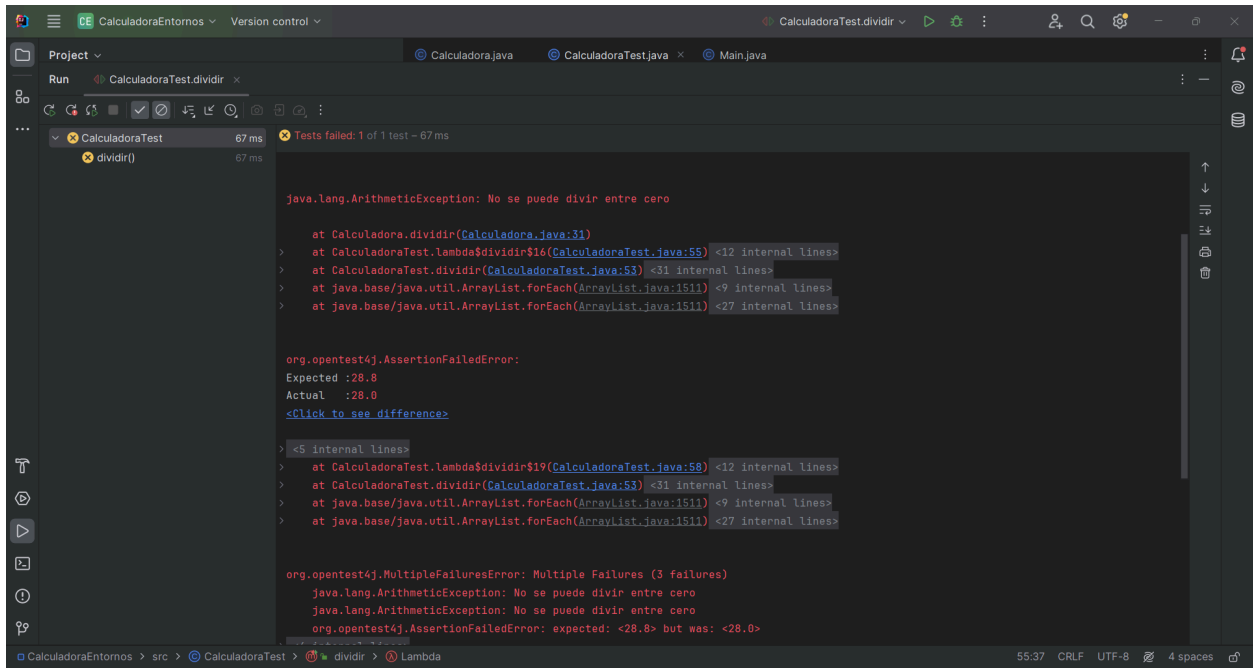 CE CalculadoraEntornos Version control CalculadoraTest.dividir
Project Calculadora.java CalculadoraTest.java Main.java
Run CalculadoraTest.dividir
CalculadoraTest 67 ms
dividir() 67 ms
Tests failed: 1 of 1 test – 67 ms
java.lang.ArithmeticException: No se puede divir entre cero
at Calculadora.dividir(Calculadora.java:31)
at CalculadoraTest.lambda$dividir$16(CalculadoraTest.java:55) <12 internal lines>
at CalculadoraTest.dividir(CalculadoraTest.java:53) <31 internal lines>
at java.base/java.util.ArrayList.forEach(ArrayList.java:1511) <9 internal lines>
at java.base/java.util.ArrayList.forEach(ArrayList.java:1511) <27 internal lines>
org.opentest4j.AssertionFailedError:
Expected :28.8
Actual :28.0
<Click to see difference>
<5 internal lines>
at CalculadoraTest.lambda$dividir$19(CalculadoraTest.java:58) <12 internal lines>
at CalculadoraTest.dividir(CalculadoraTest.java:53) <31 internal lines>
at java.base/java.util.ArrayList.forEach(ArrayList.java:1511) <9 internal lines>
at java.base/java.util.ArrayList.forEach(ArrayList.java:1511) <27 internal lines>
org.opentest4j.MultipleFailuresError: Multiple Failures (3 failures)
java.lang.ArithmeticException: No se puede divir entre cero
java.lang.ArithmeticException: No se puede divir entre cero
org.opentest4j.AssertionFailedError: expected: <28.8> but was: <28.0>
CalculadoraEntornos > src > CalculadoraTest > dividir > Lambda 55:37 CRLF UTF-8 4 spaces